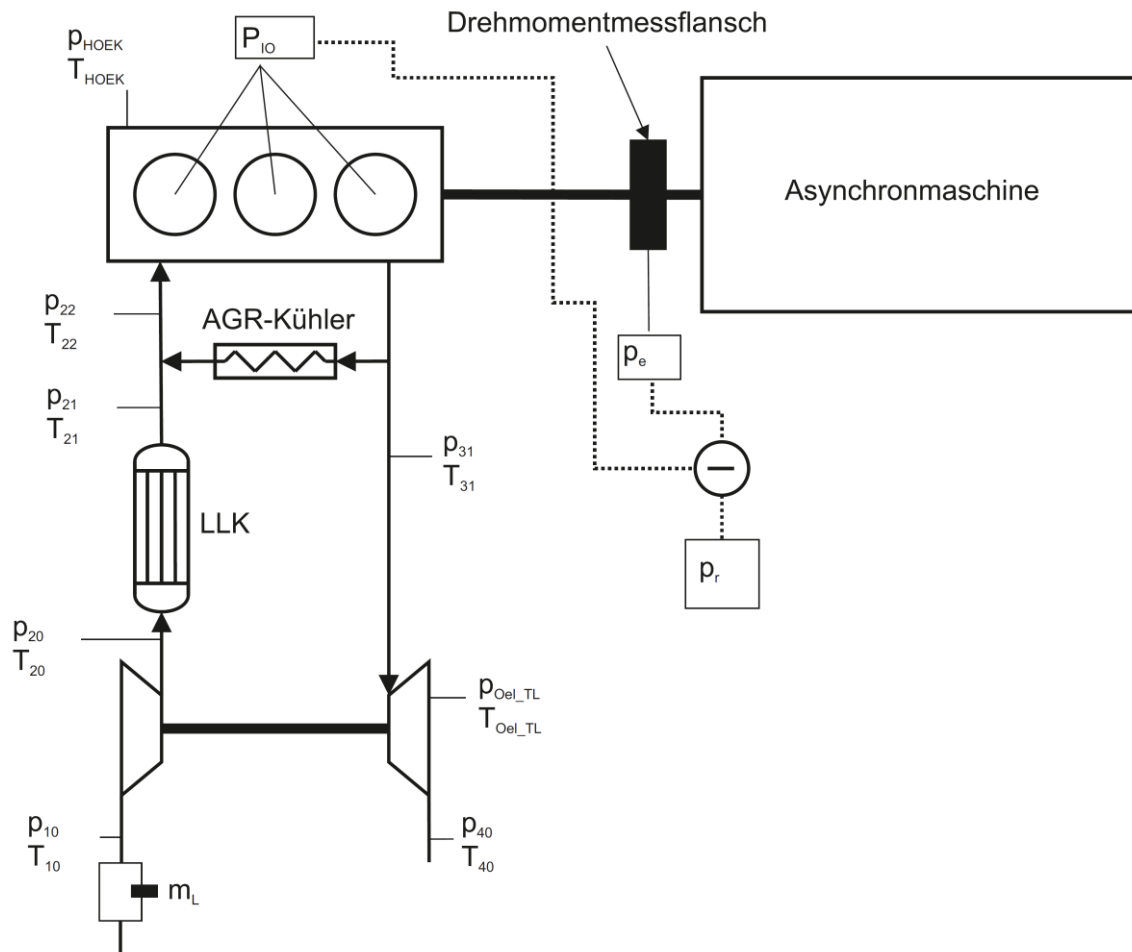 Drehmomentmessflansch
p_HOEK
T_HOEK
P_IO
Asynchronmaschine
p_22
T_22
AGR-Kühler
p_e
p_21
T_21
p_31
T_31
LLK
p_r
p_20
T_20
p_Oel_TL
T_Oel_TL
p_10
T_10
p_40
T_40
m_L